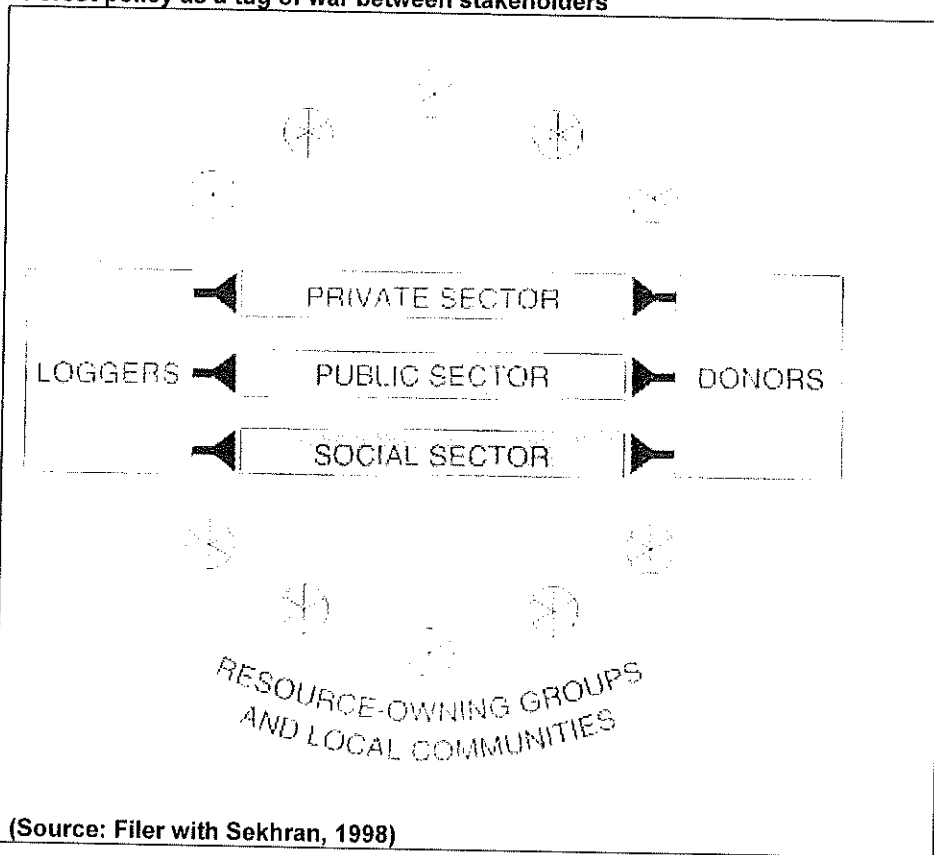 Forest policy as a tug of war between stakeholders
PRIVATE SECTOR
LOGGERS
PUBLIC SECTOR
DONORS
SOCIAL SECTOR
RESOURCE-OWNING GROUPS
AND LOCAL COMMUNITIES
(Source: Filer with Sekhran, 1998)